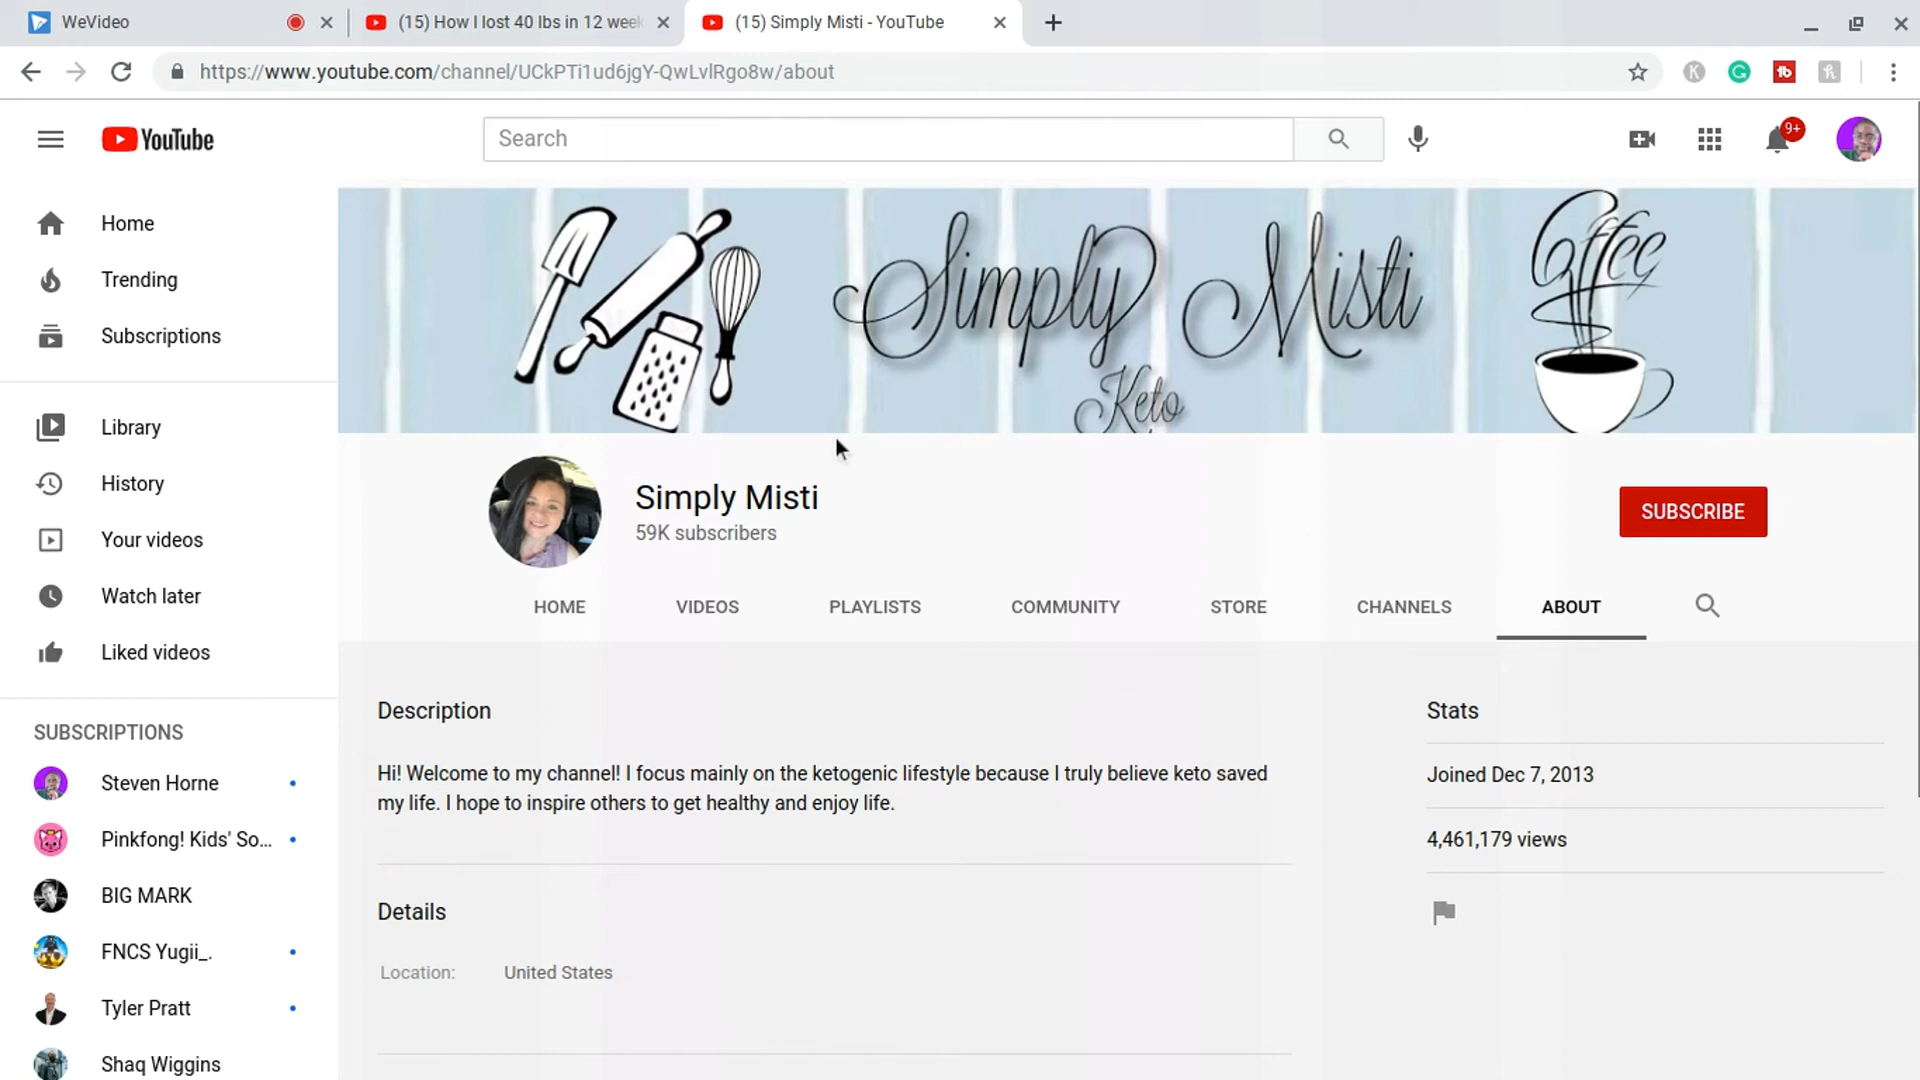 WeVideo
(15) How I lost 40 lbs in 12 week
(15) Simply Misti - YouTube
https://www.youtube.com/channel/UCkPTi1ud6jgY-QwLvlRgo8w/about
K
G
tb
h
YouTube
Search
9+
Home
Trending
Subscriptions
Library
History
Your videos
Watch later
Liked videos
SUBSCRIPTIONS
Steven Horne
Pinkfong! Kids' So...
BIG MARK
FNCS Yugii_.
Tyler Pratt
Shaq Wiggins
Simply Misti
Keto
Coffee
Simply Misti
59K subscribers
SUBSCRIBE
HOME
VIDEOS
PLAYLISTS
COMMUNITY
STORE
CHANNELS
ABOUT
Description
Hi! Welcome to my channel! I focus mainly on the ketogenic lifestyle because I truly believe keto saved
my life. I hope to inspire others to get healthy and enjoy life.
Details
Location: United States
Stats
Joined Dec 7, 2013
4,461,179 views